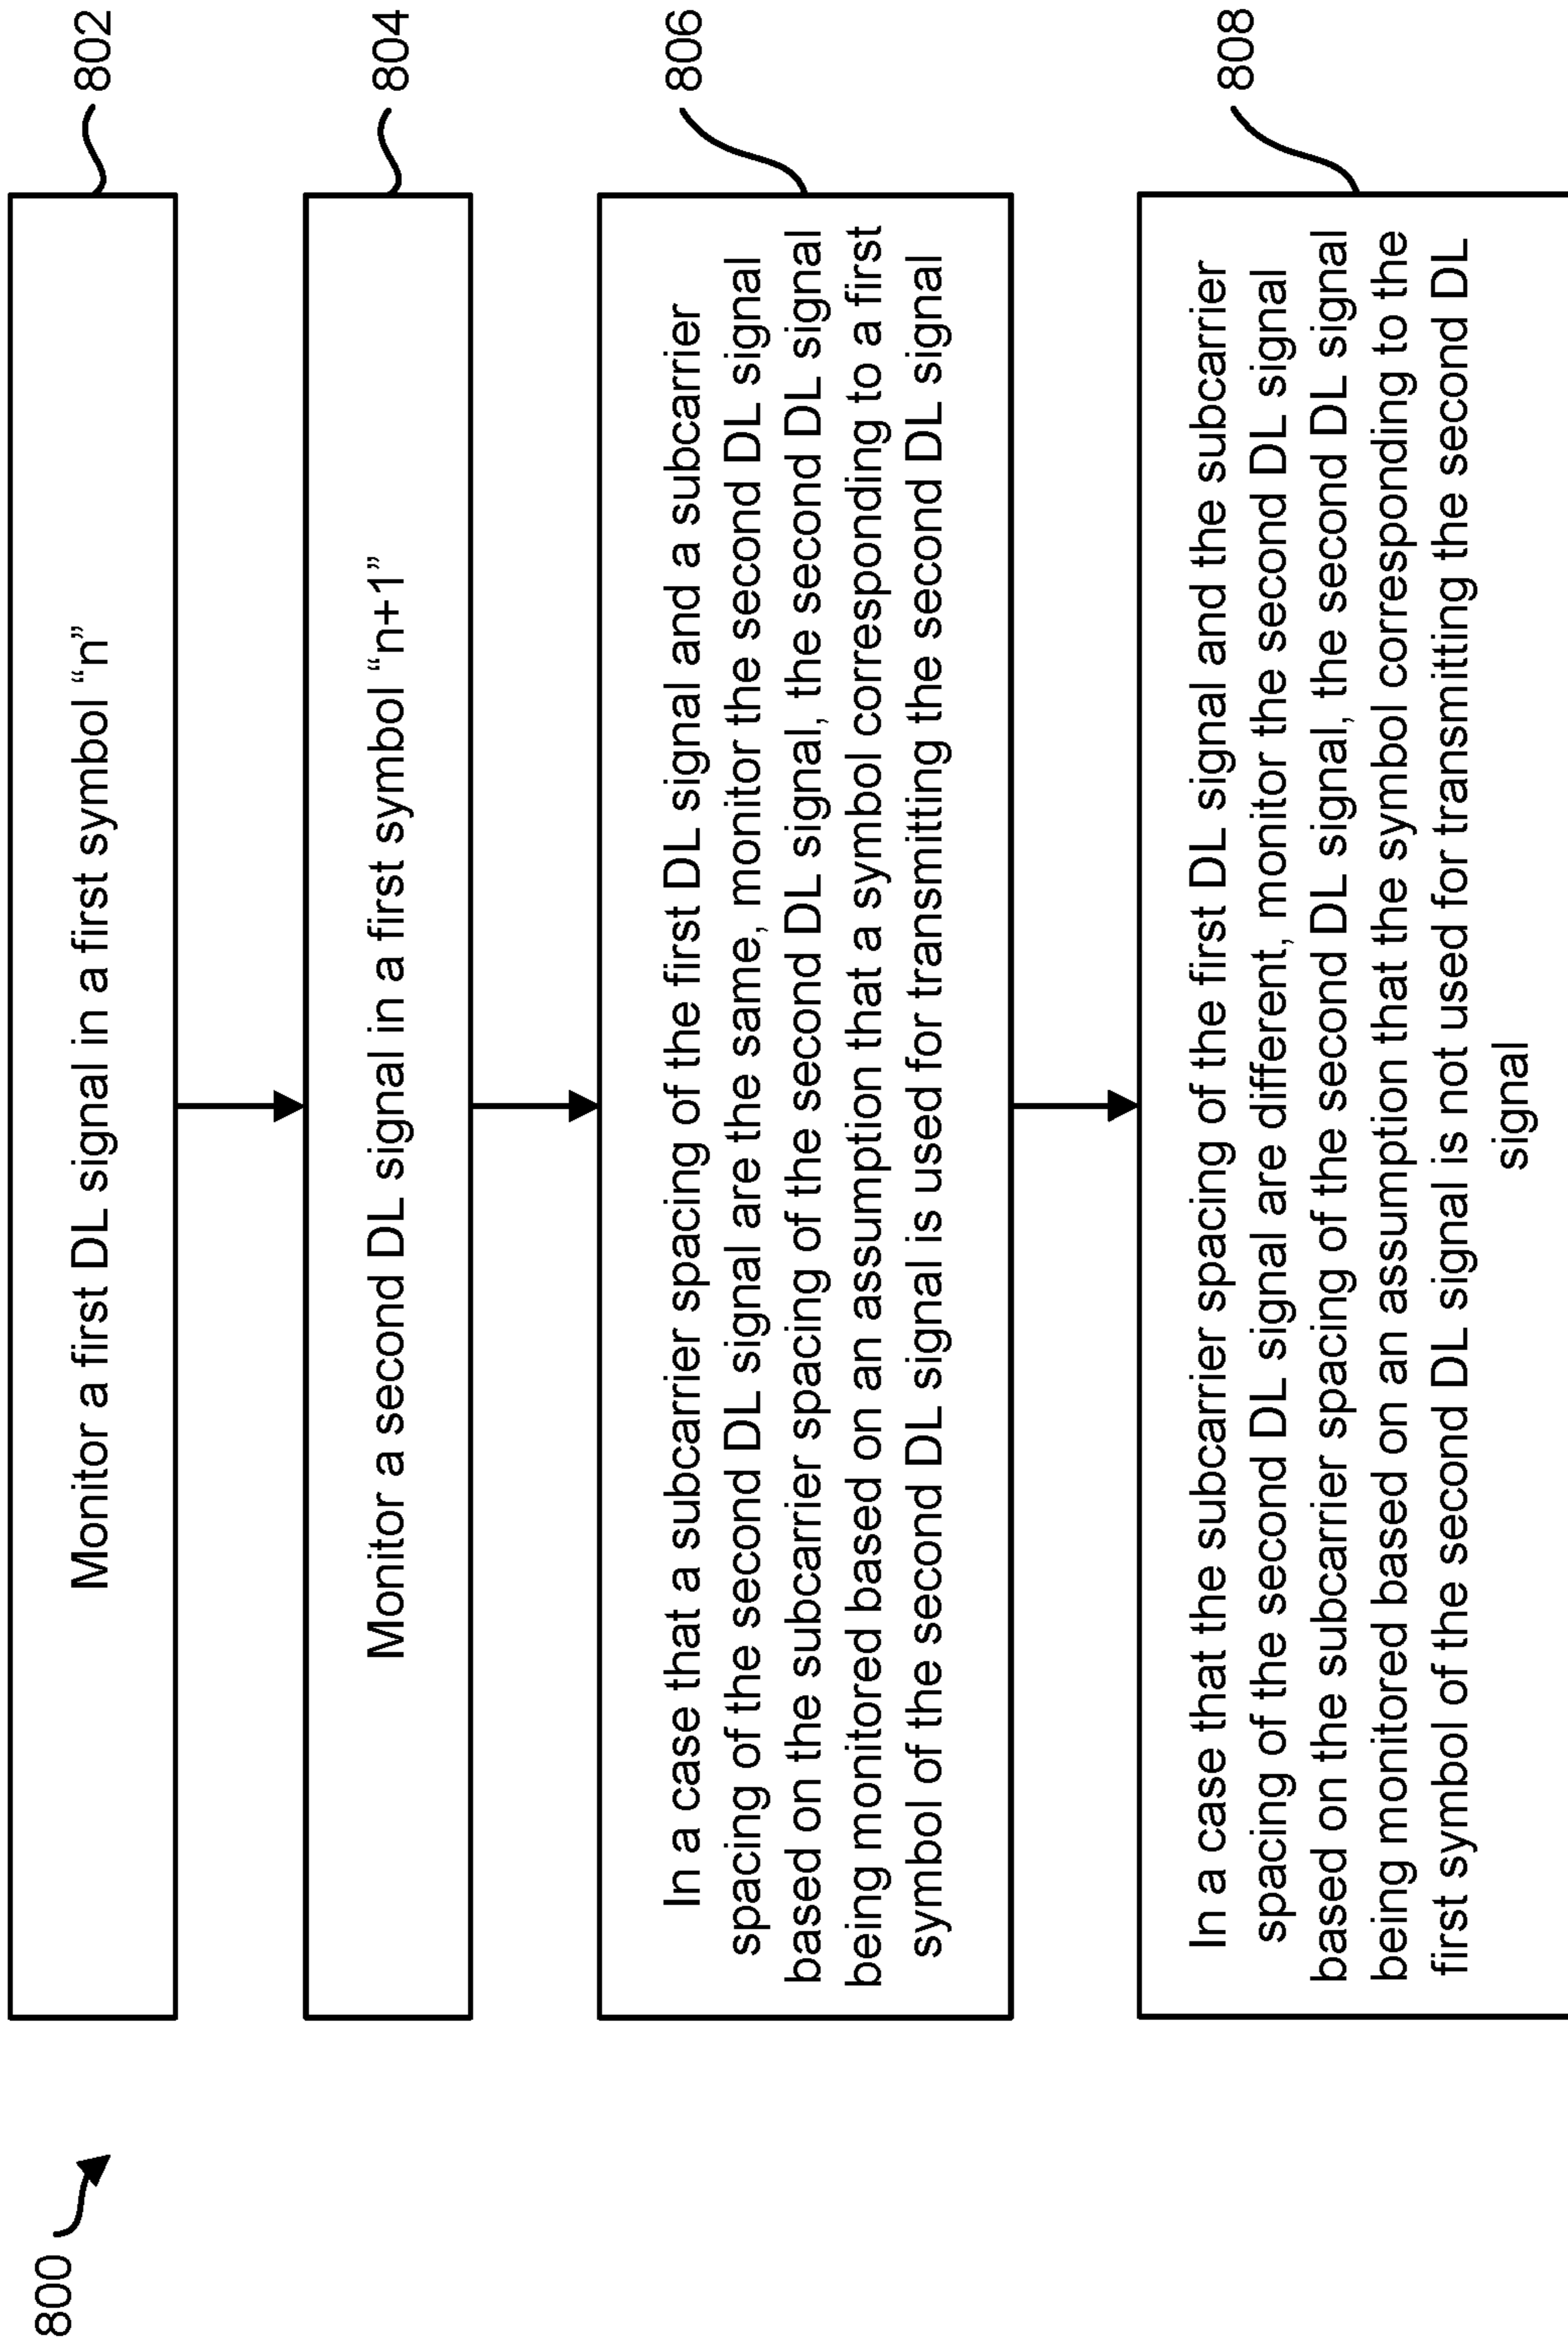 800
Monitor a first DL signal in a first symbol “n”
802
Monitor a second DL signal in a first symbol “n+1”
804
In a case that a subcarrier spacing of the first DL signal and a subcarrier
spacing of the second DL signal are the same, monitor the second DL signal
based on the subcarrier spacing of the second DL signal, the second DL signal
being monitored based on an assumption that a symbol corresponding to a first
symbol of the second DL signal is used for transmitting the second DL signal
806
In a case that the subcarrier spacing of the first DL signal and the subcarrier
spacing of the second DL signal are different, monitor the second DL signal
based on the subcarrier spacing of the second DL signal, the second DL signal
being monitored based on an assumption that the symbol corresponding to the
first symbol of the second DL signal is not used for transmitting the second DL
signal
808